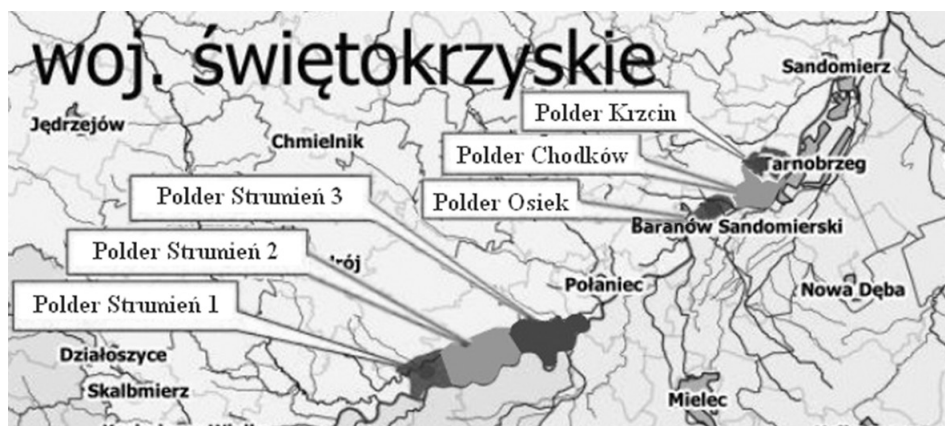 woj. świętokrzyskie
Sandomierz
Polder Krzcin
Jędrzejów
Chmielnik
Polder Chodków
Tarnobrzeg
Polder Strumień 3
Polder Osiek
Baranów Sandomierski
Polder Strumień 2
rój
Połaniec
Nowa Dęba
Polder Strumień 1
Działoszyce
Skalbmierz
Mielec